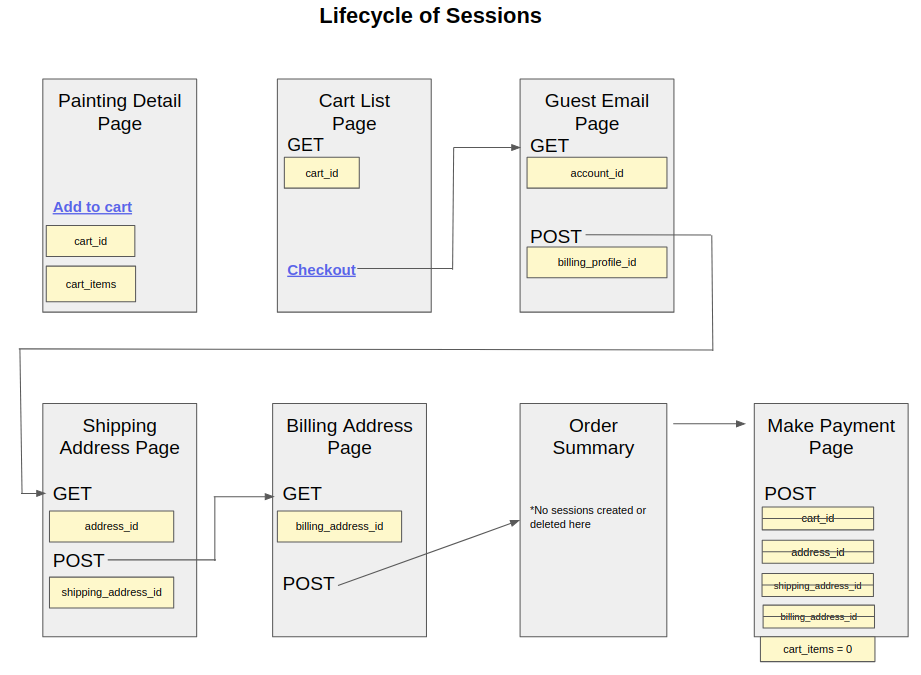 Lifecycle of Sessions
Painting Detail
Page
Add to cart
cart_id
cart_items
Cart List
Page
GET
cart_id
Checkout
Guest Email
Page
GET
account_id
POST
billing_profile_id
Shipping
Address Page
GET
address_id
POST
shipping_address_id
Billing Address
Page
GET
billing_address_id
POST
Order
Summary
*No sessions created or
deleted here
Make Payment
Page
POST
cart_id
address_id
shipping_address_id
billing_address_id
cart_items = 0